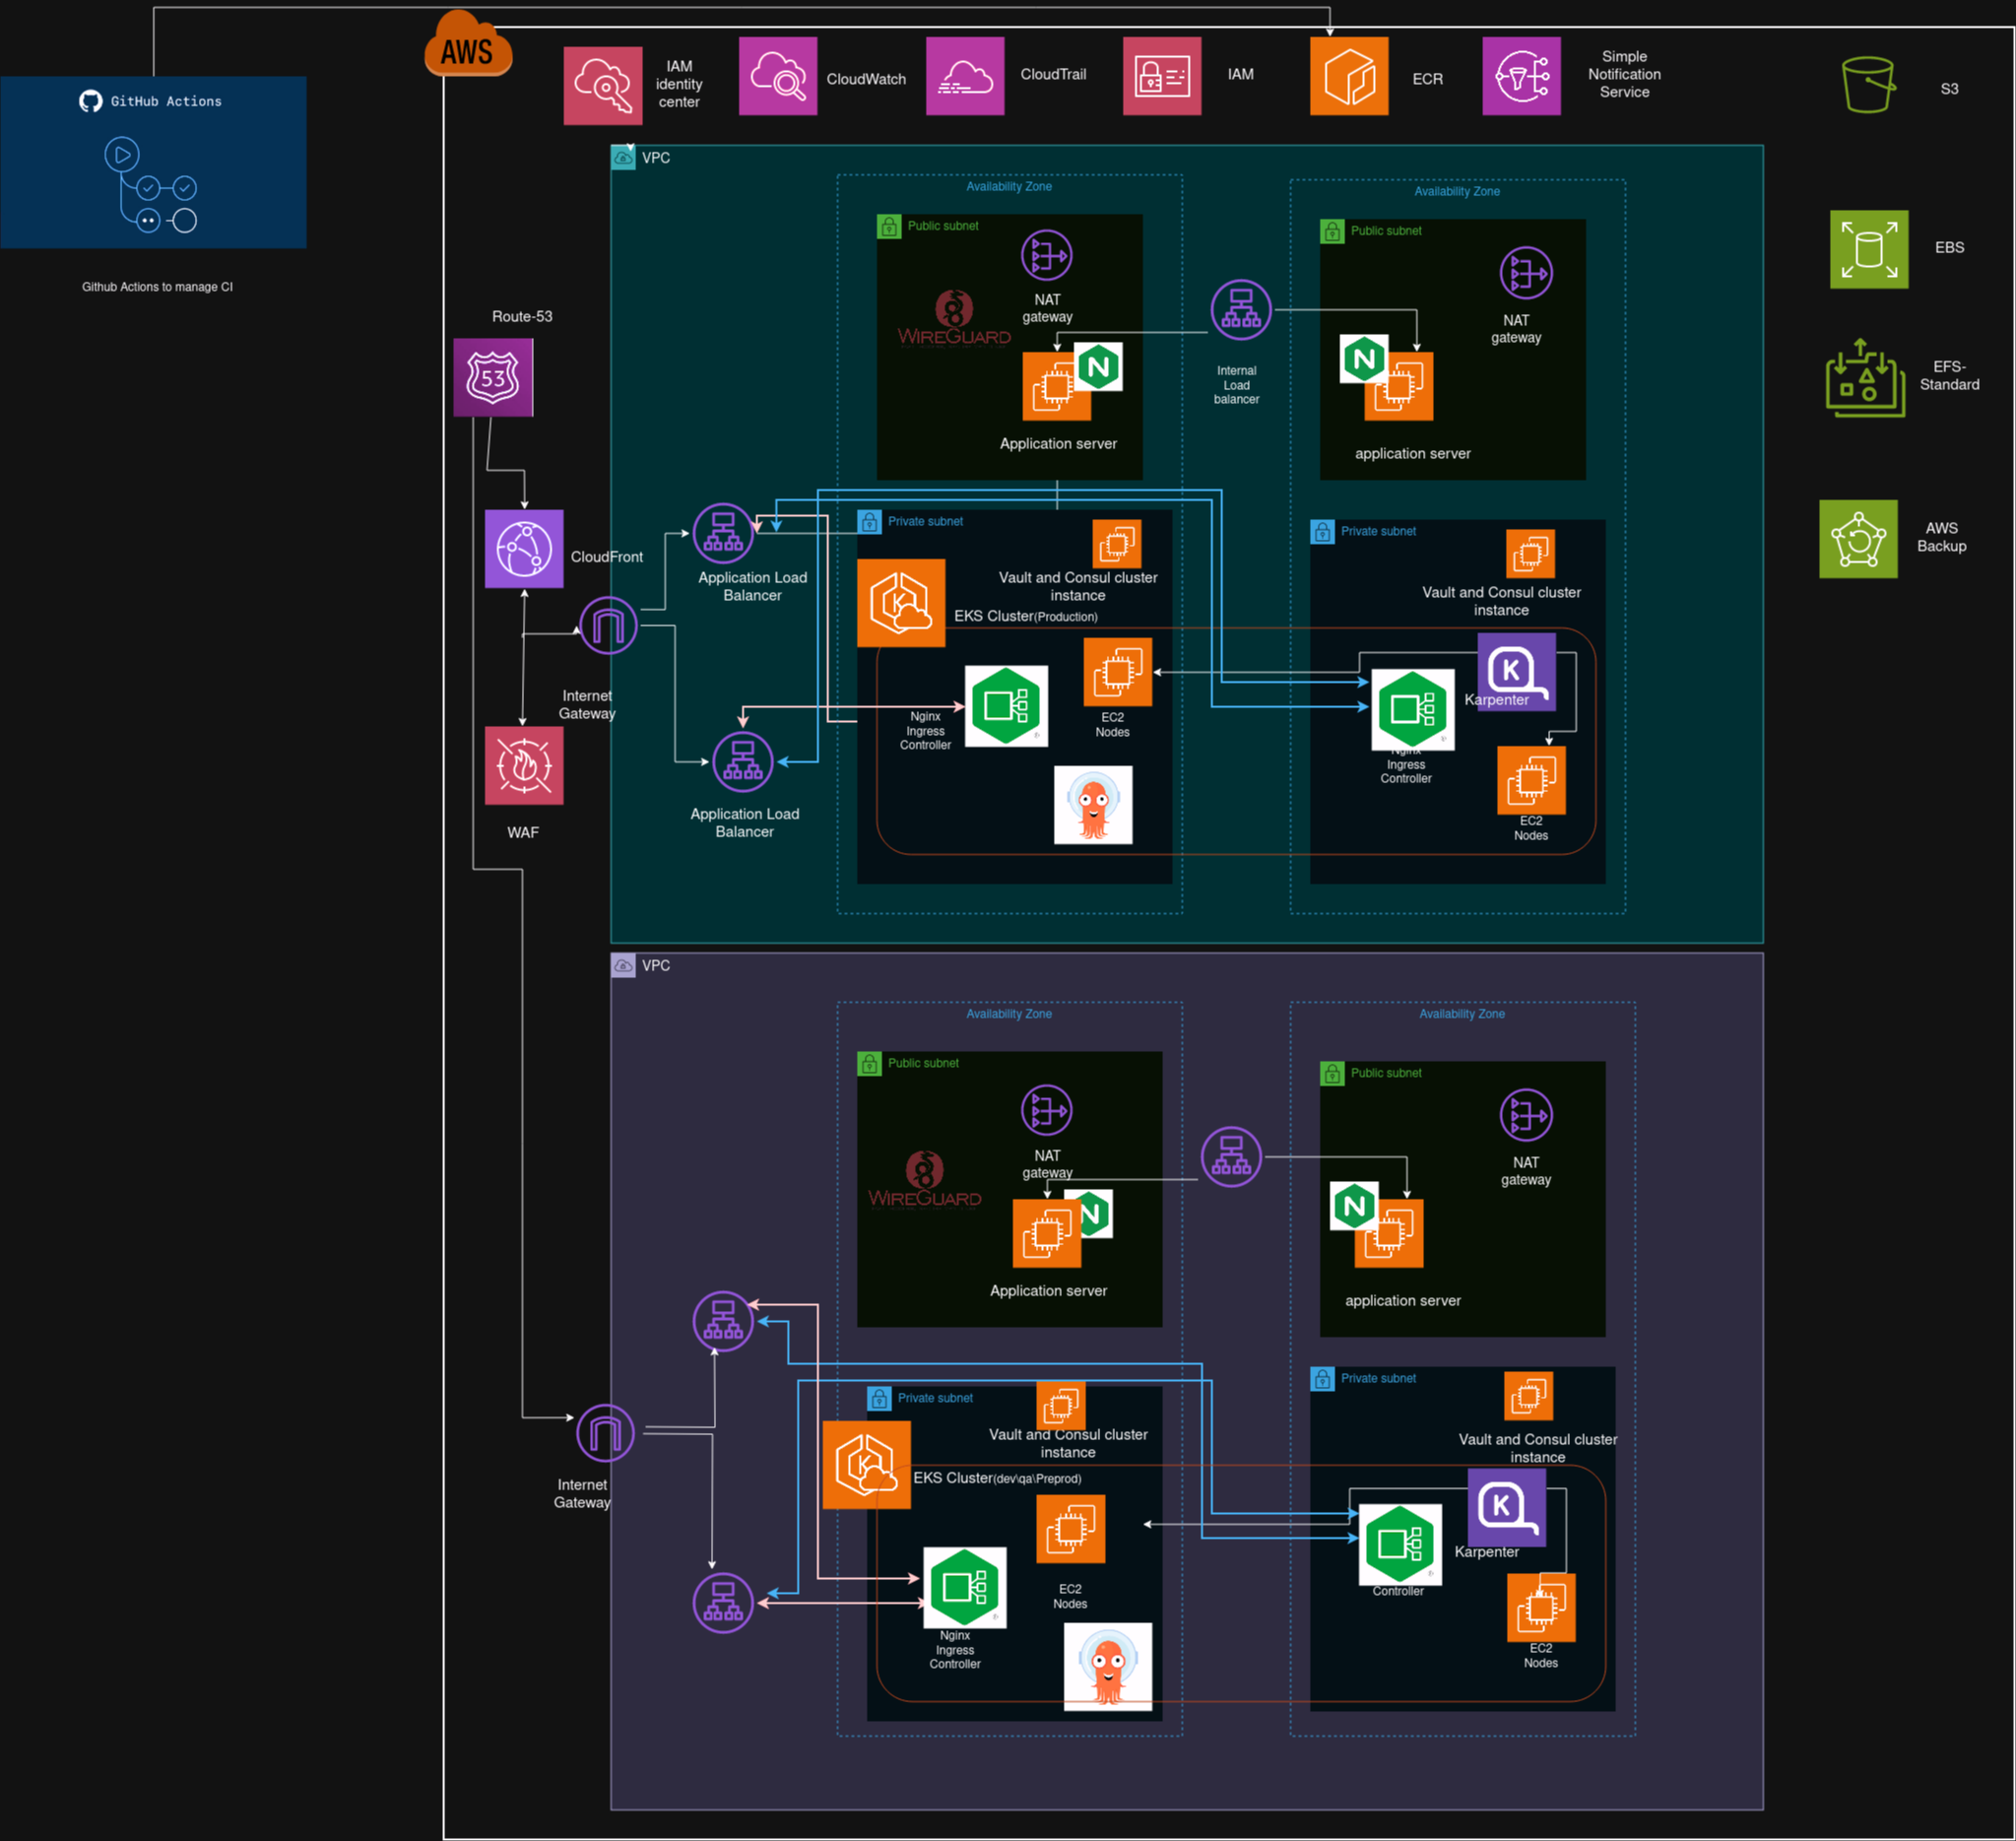 AWS
GitHub Actions
Github Actions to manage CI
IAM
identity
center
CloudWatch
CloudTrail
IAM
ECR
Simple
Notification
Service
S3
EBS
EFS-
Standard
AWS
Backup
Route-53
53
CloudFront
Internet
Gateway
WAF
VPC
Availability Zone
Public subnet
NAT
gateway
WIREGUARD
N
Application server
Internal
Load
balancer
Availability Zone
Public subnet
NAT
gateway
N
application server
Application Load
Balancer
Application Load
Balancer
Private subnet
Vault and Consul cluster
instance
K
EKS Cluster(Production)
Nginx
Ingress
Controller
EC2
Nodes
Private subnet
Vault and Consul cluster
instance
K
Karpenter
Nginx
Ingress
Controller
EC2
Nodes
VPC
Availability Zone
Public subnet
NAT
gateway
WIREGUARD
N
Application server
Availability Zone
Public subnet
NAT
gateway
N
application server
Internet
Gateway
Private subnet
Vault and Consul cluster
instance
K
EKS Cluster(dev\qa\Preprod)
EC2
Nodes
Nginx
Ingress
Controller
Private subnet
Vault and Consul cluster
instance
K
Karpenter
Controller
EC2
Nodes